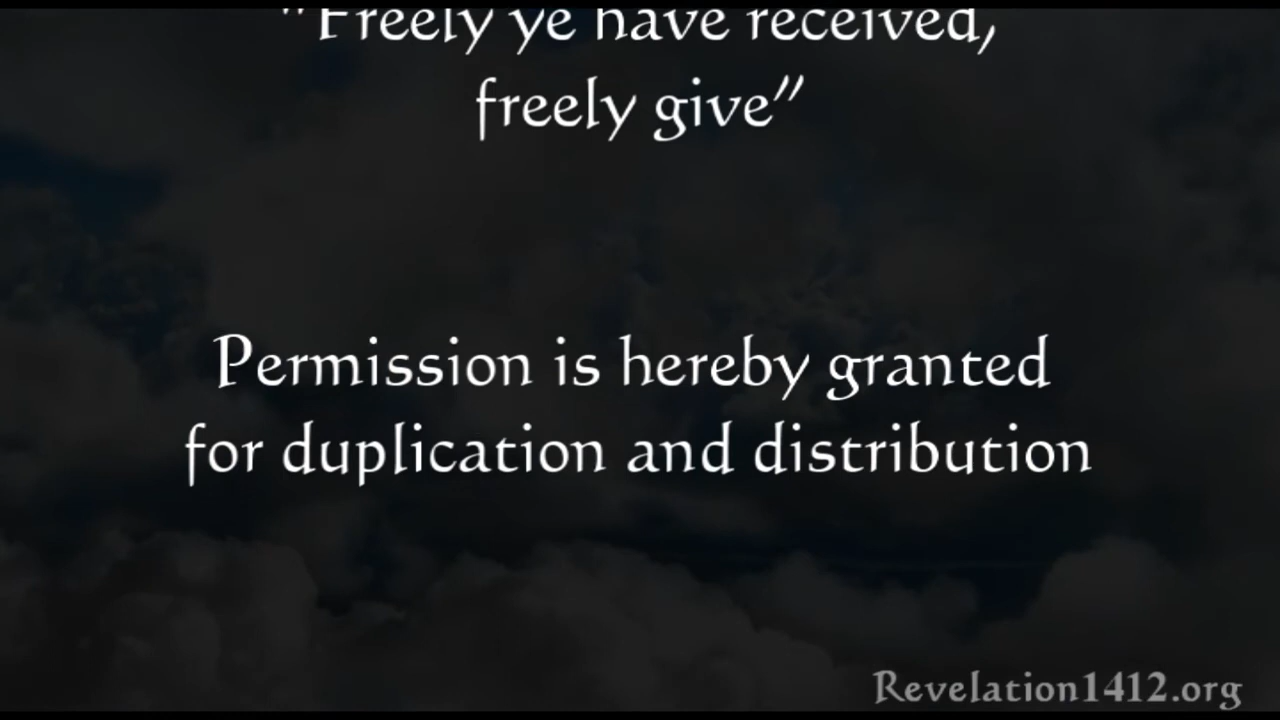 "Freely ye have received,
freely give"
Permission is hereby granted
for duplication and distribution
Revelation1412.org